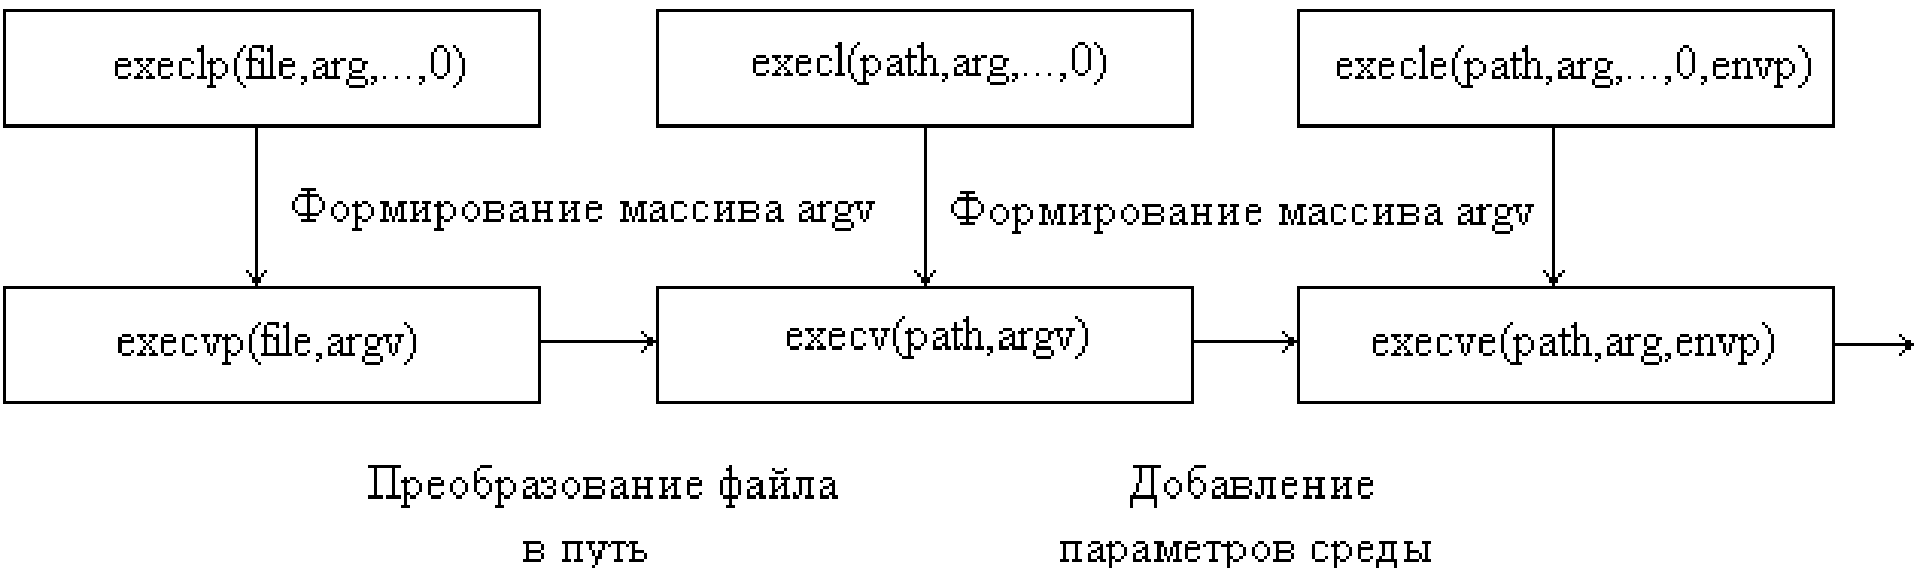 execlp(file,arg,...,0)
execl(path,arg,...,0)
execle(path,arg,...,0,envp)
Формирование массива argv
Формирование массива argv
execvp(file,argv)
execv(path,argv)
execve(path,arg,envp)
Преобразование файла
в путь
Добавление
параметров среды